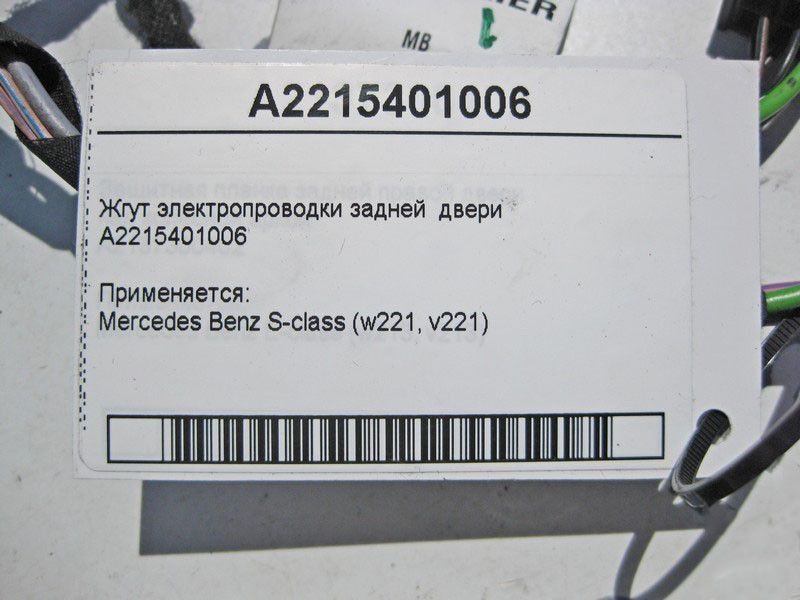 MB
A2215401006
Жгут электропроводки задней двери
A2215401006
Применяется:
Mercedes Benz S-class (w221, v221)